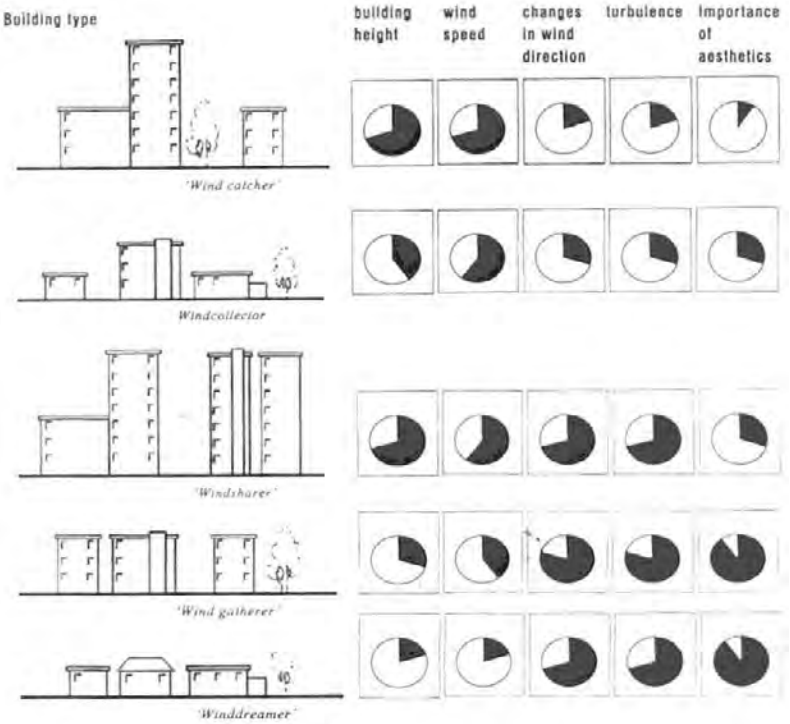 Building type
building
height
wind
speed
changes
in wind
direction
turbulence
Importance
of
aesthetics
'Wind catcher'
Windcollector
'Windsharer'
'Wind gatherer'
'Winddreamer'